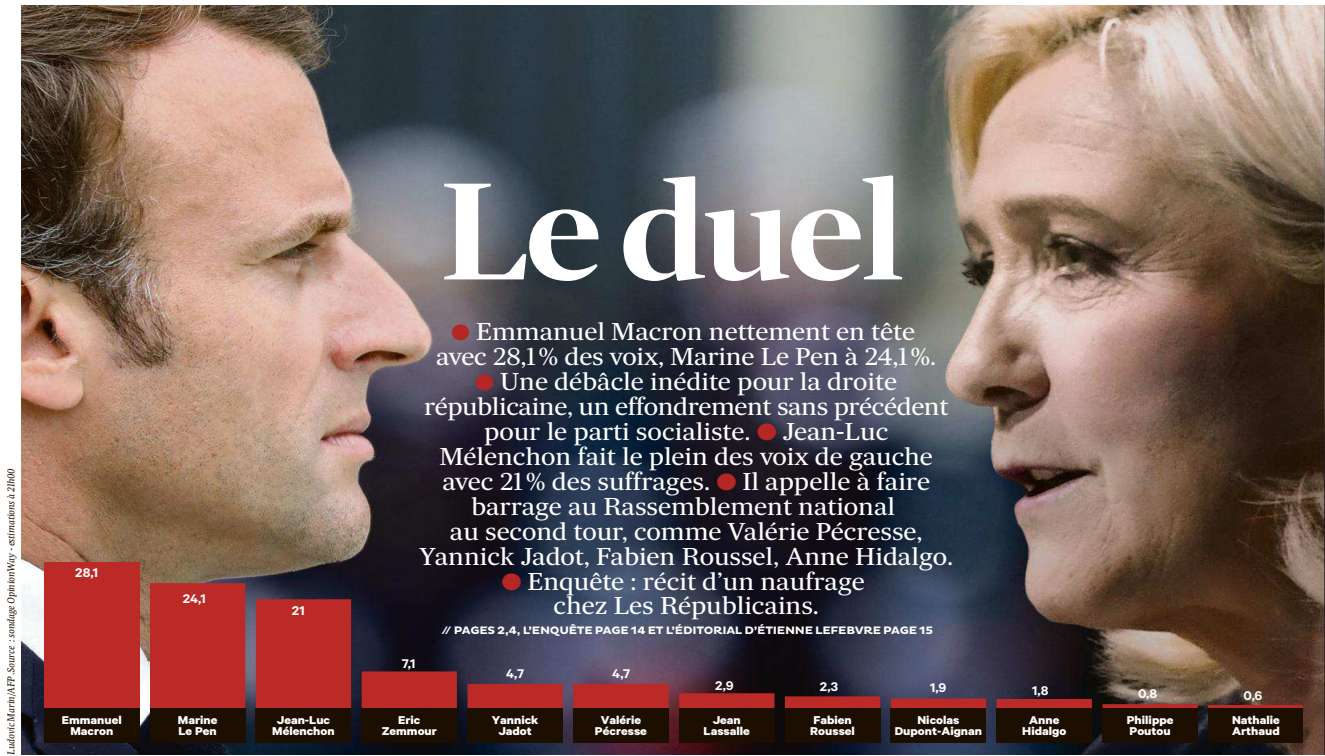 Le duel
● Emmanuel Macron nettement en tête
avec 28,1% des voix, Marine Le Pen à 24,1%.
● Une débâcle inédite pour la droite
républicaine, un effondrement sans précédent
pour le parti socialiste. ● Jean-Luc
Mélenchon fait le plein des voix de gauche
avec 21% des suffrages. ● Il appelle à faire
barrage au Rassemblement national
au second tour, comme Valérie Pécresse,
Yannick Jadot, Fabien Roussel, Anne Hidalgo.
● Enquête : récit d'un naufrage
chez Les Républicains.
// PAGES 2,4, L'ENQUÊTE PAGE 14 ET L'ÉDITORIAL D'ÉTIENNE LEFEBVRE PAGE 15
28,1
Emmanuel
Macron
24,1
Marine
Le Pen
21
Jean-Luc
Mélenchon
7,1
Eric
Zemmour
4,7
Yannick
Jadot
4,7
Valérie
Pécresse
2,9
Jean
Lassalle
2,3
Fabien
Roussel
1,9
Nicolas
Dupont-Aignan
1,8
Anne
Hidalgo
0,8
Philippe
Poutou
0,6
Nathalie
Arthaud
Ludovic Marin/AFP Source : sondage OpinionWay - estimations à 21h00